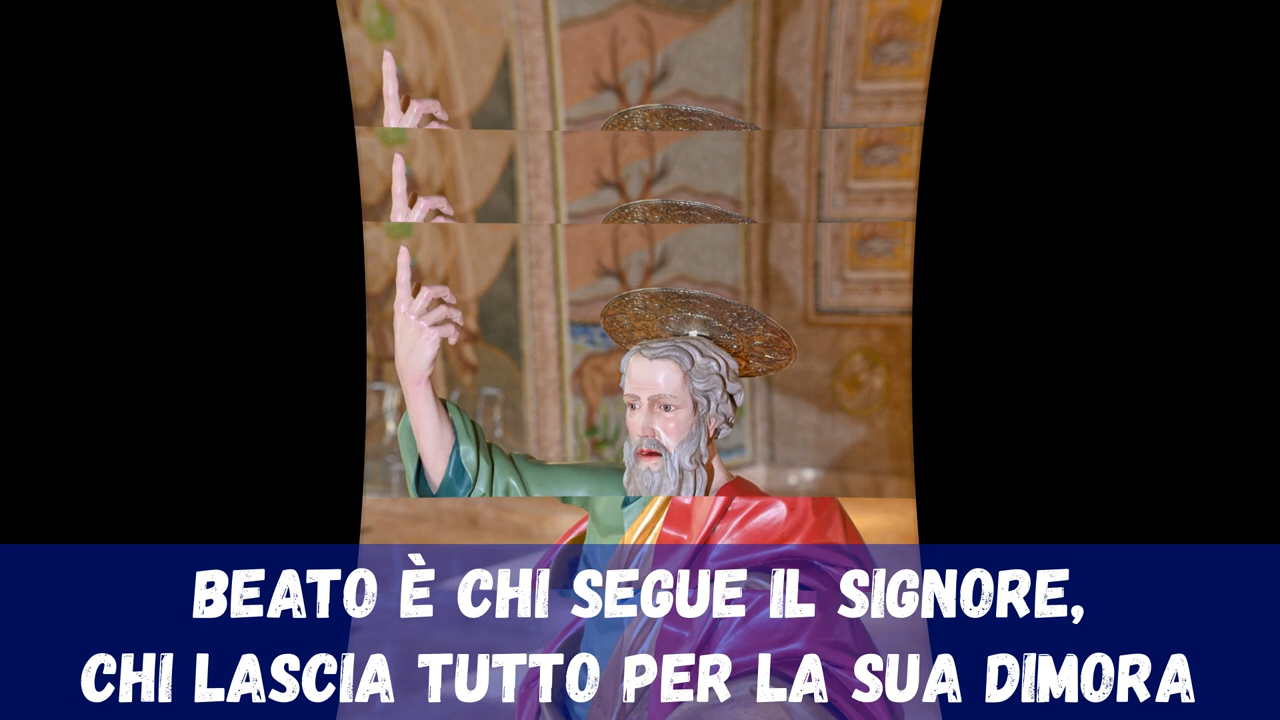 BEATO È CHI SEGUE IL SIGNORE,
CHI LASCIA TUTTO PER LA SUA DIMORA